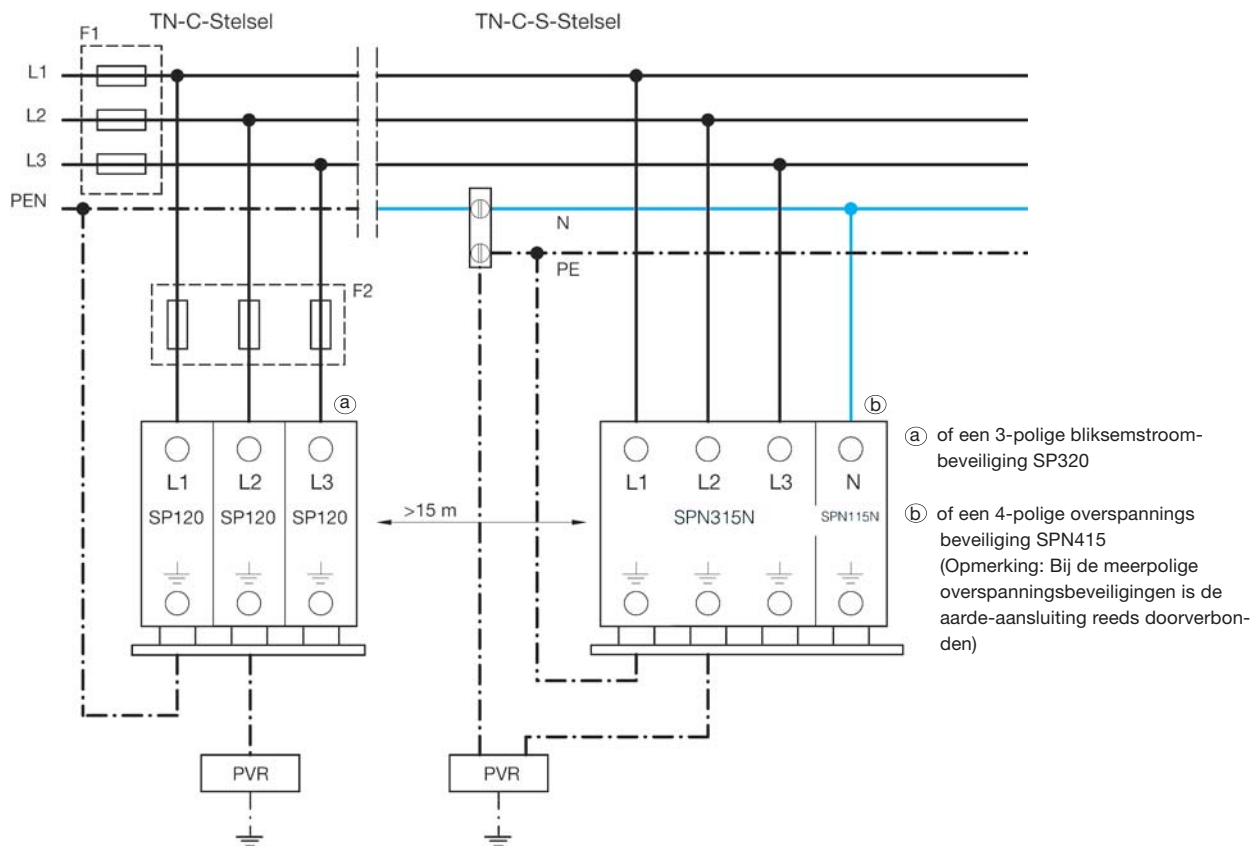 TN-C-Stelsel
TN-C-S-Stelsel
F1
L1
L2
L3
PEN
N
PE
F2
a
b
L1 L2 L3
SP120 SP120 SP120
>15 m
L1 L2 L3 N
SPN315N SPN115N
a of een 3-polige bliksemstroom-
beveiliging SP320
b of een 4-polige overspannings
beveiliging SPN415
(Opmerking: Bij de meerpolige
overspanningsbeveiligingen is de
aarde-aansluiting reeds doorverbon-
den)
PVR
PVR